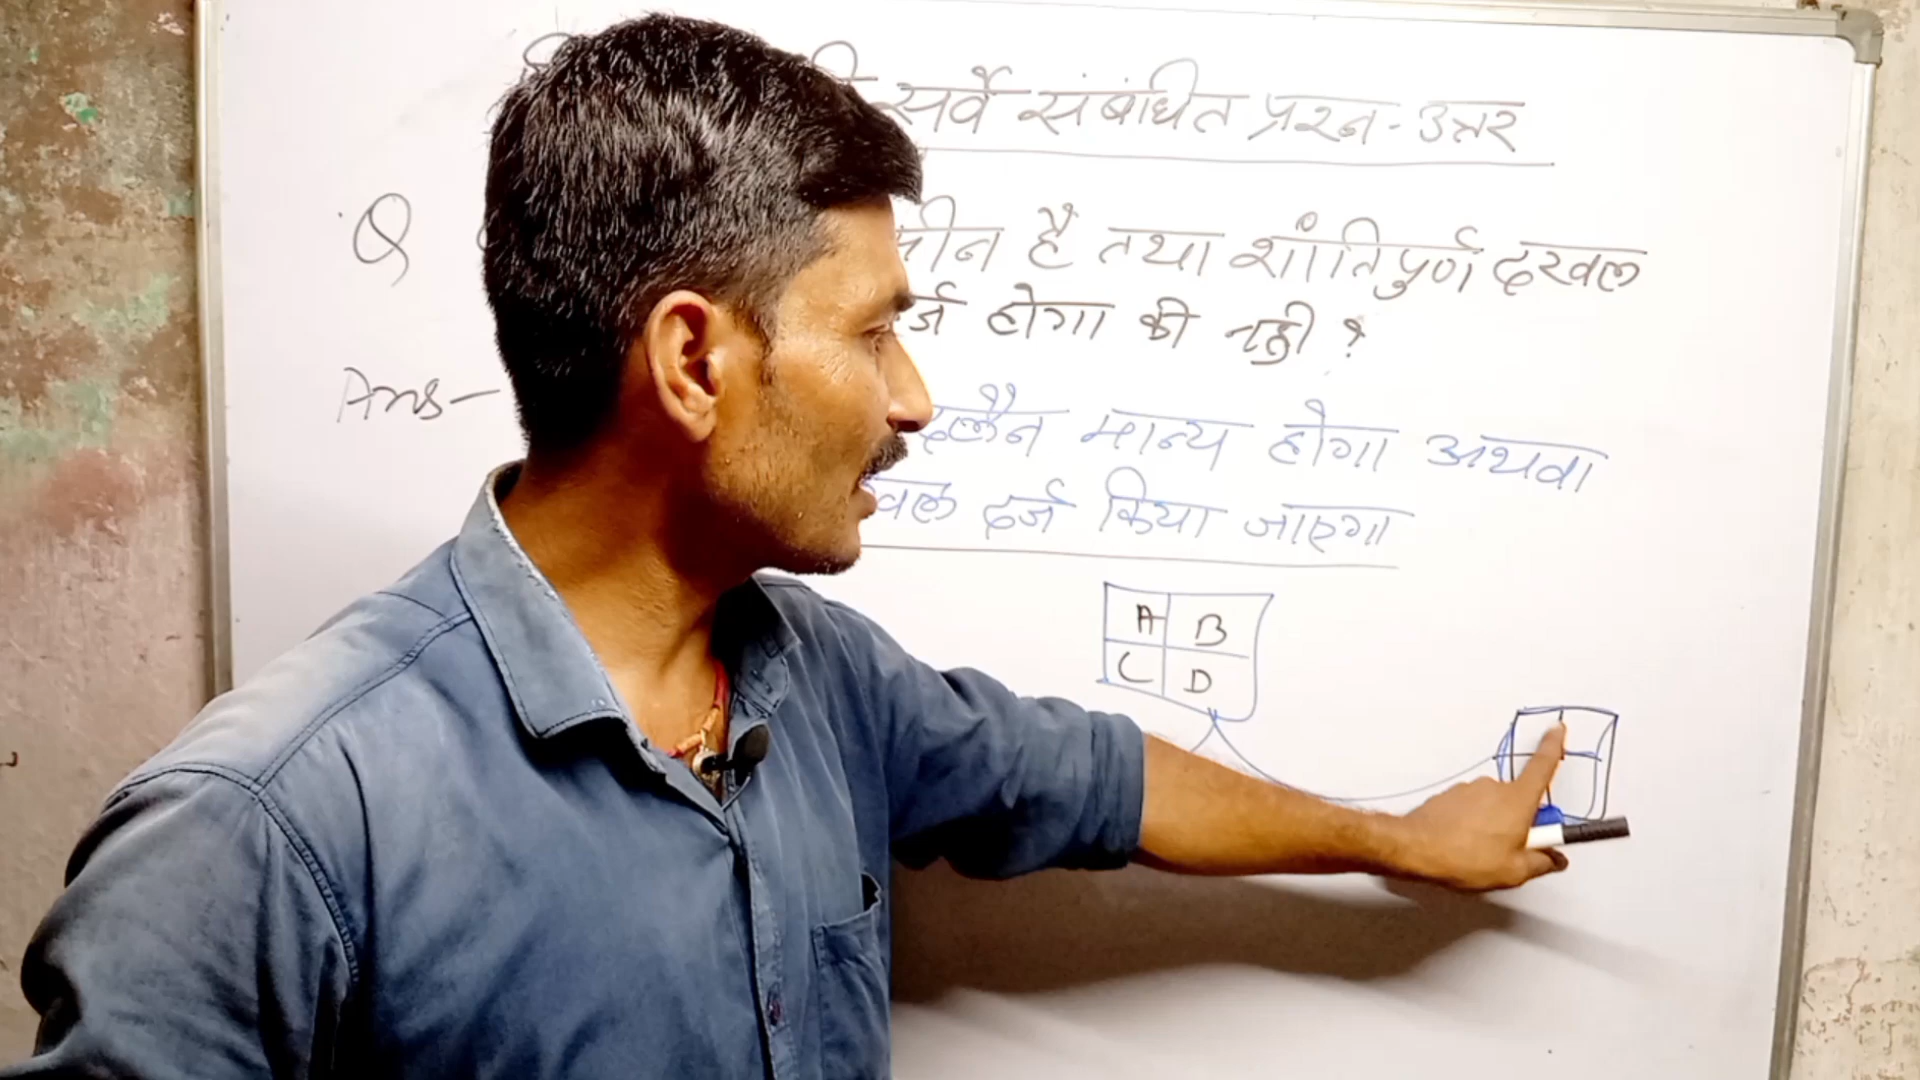 सर्वे संबंधित प्रश्न-उत्तर
Q है तथा शांतिपुर्ण दखल
होगा की नही ?
Ans- मान्य होगा अथवा
दर्ज किया जाएगा
A B
C D